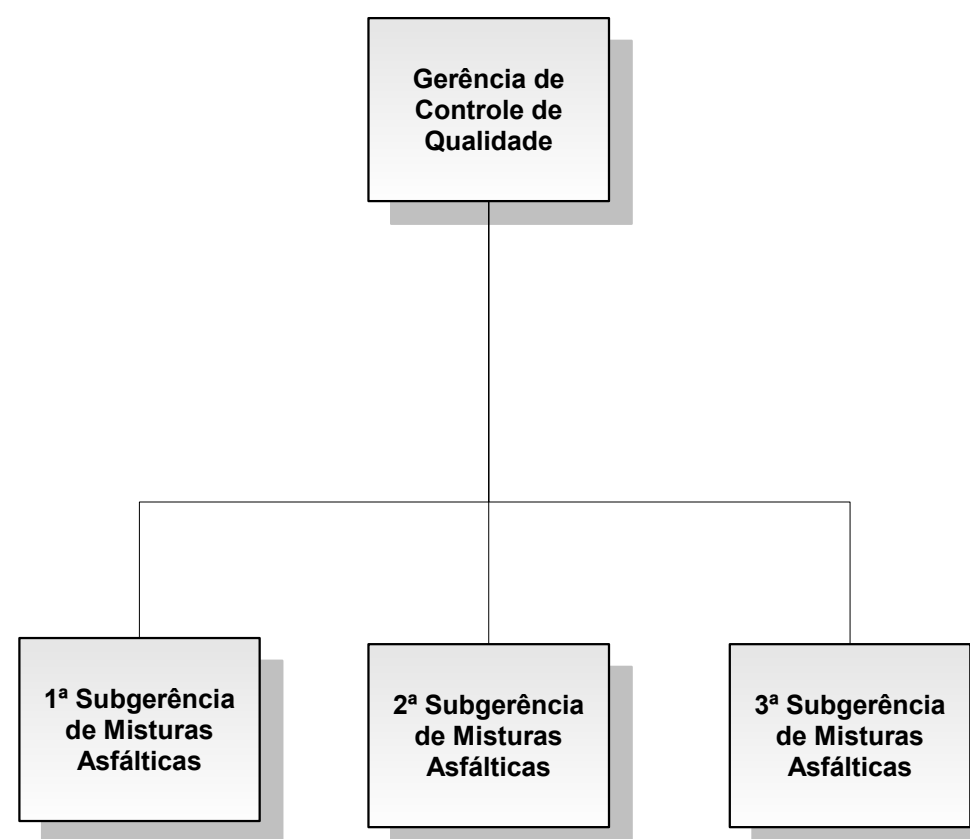 Gerência de
Controle de
Qualidade
1ª Subgerência
de Misturas
Asfálticas
2ª Subgerência
de Misturas
Asfálticas
3ª Subgerência
de Misturas
Asfálticas